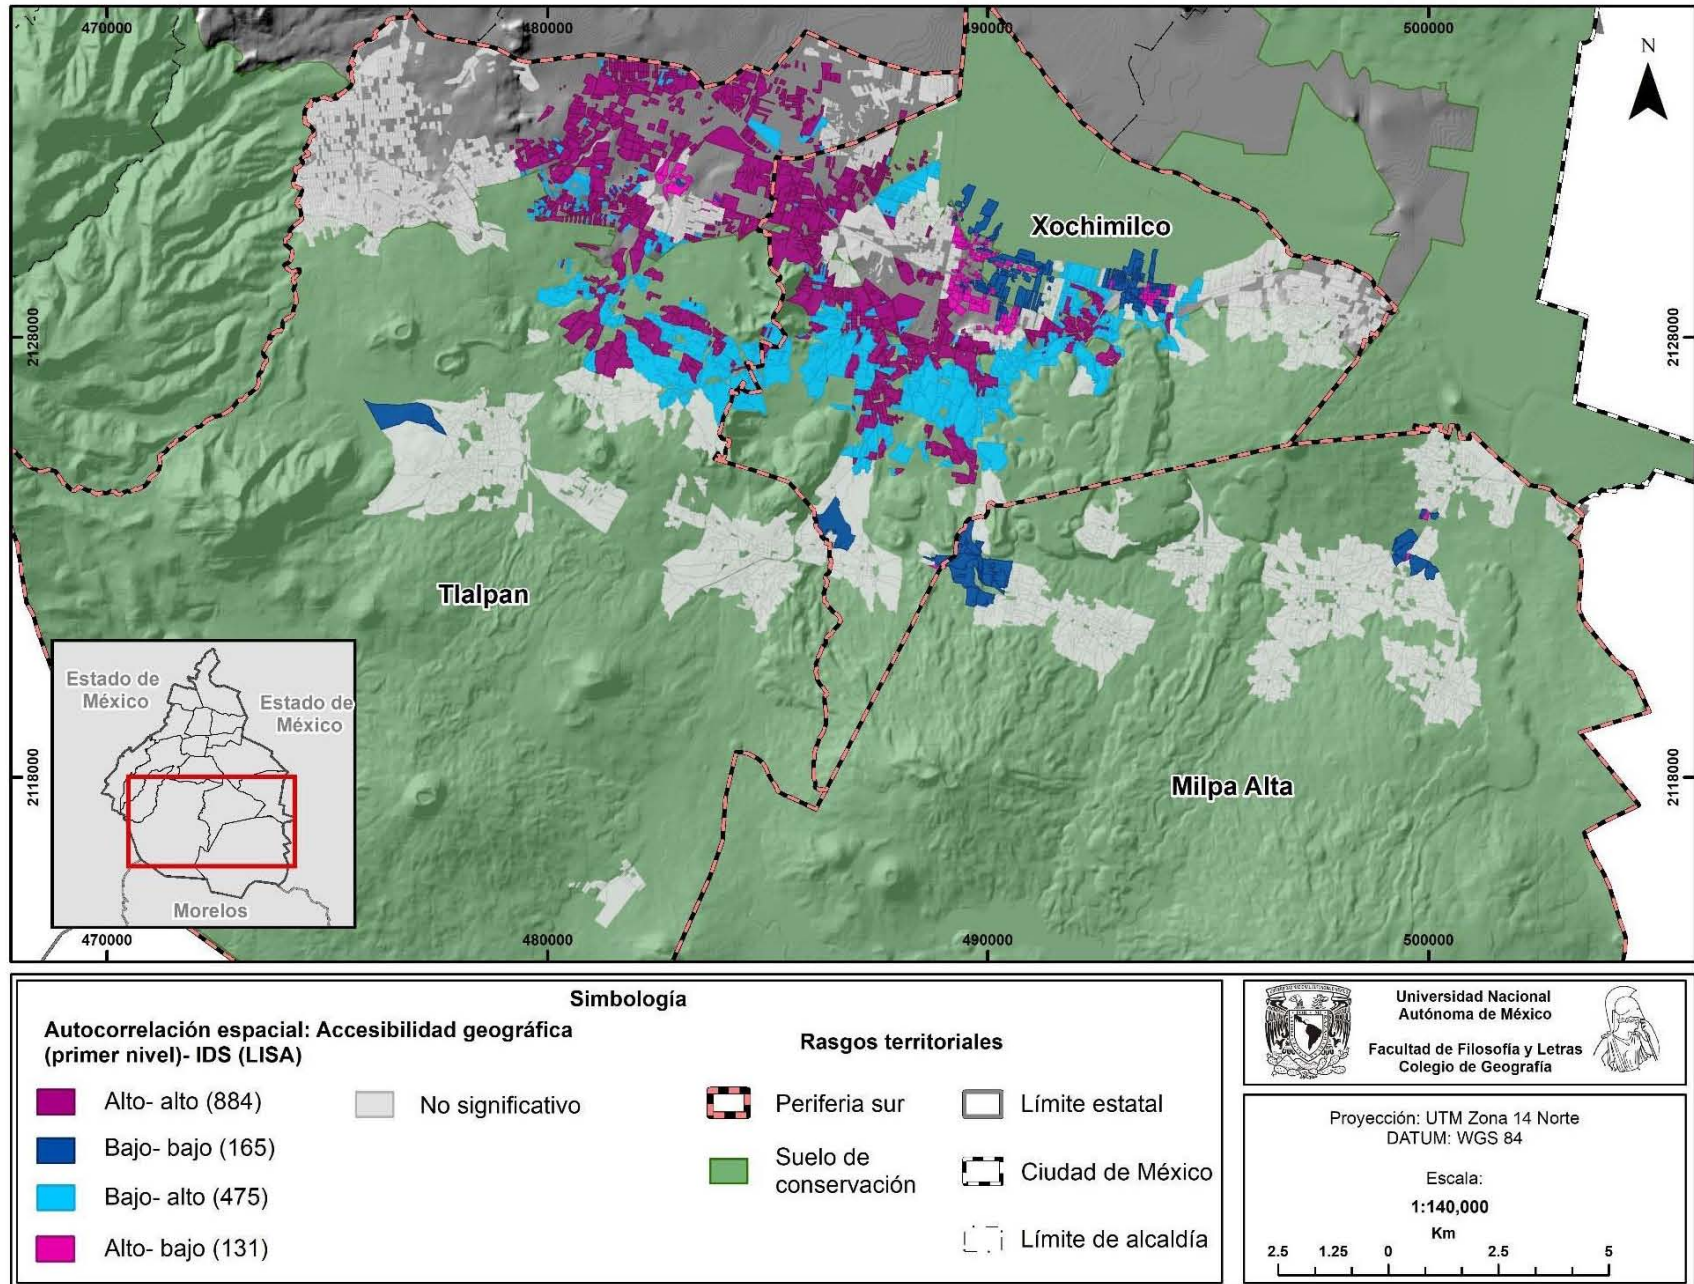 470000
480000
490000
500000
N
Xochimilco
2128000
2128000
Tlalpan
Estado de
México
Estado de
México
2118000
2118000
Milpa Alta
Morelos
470000
480000
490000
500000
Simbología
Autocorrelación espacial: Accesibilidad geográfica
(primer nivel)- IDS (LISA)
Alto- alto (884)
Bajo- bajo (165)
Bajo- alto (475)
Alto- bajo (131)
No significativo
Rasgos territoriales
Periferia sur
Suelo de
conservación
Límite estatal
Ciudad de México
Límite de alcaldía
Universidad Nacional
Autónoma de México
Facultad de Filosofía y Letras
Colegio de Geografía
Proyección: UTM Zona 14 Norte
DATUM: WGS 84
Escala:
1:140,000
Km
2.5 1.25 0 2.5 5